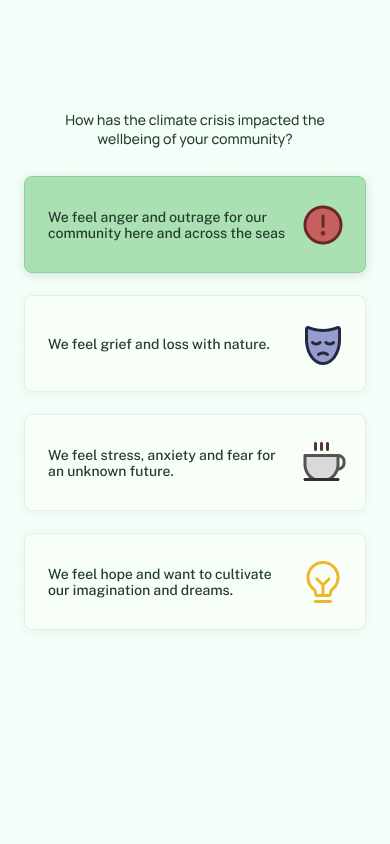 How has the climate crisis impacted the
wellbeing of your community?
We feel anger and outrage for our
community here and across the seas
We feel grief and loss with nature.
We feel stress, anxiety and fear for
an unknown future.
We feel hope and want to cultivate
our imagination and dreams.